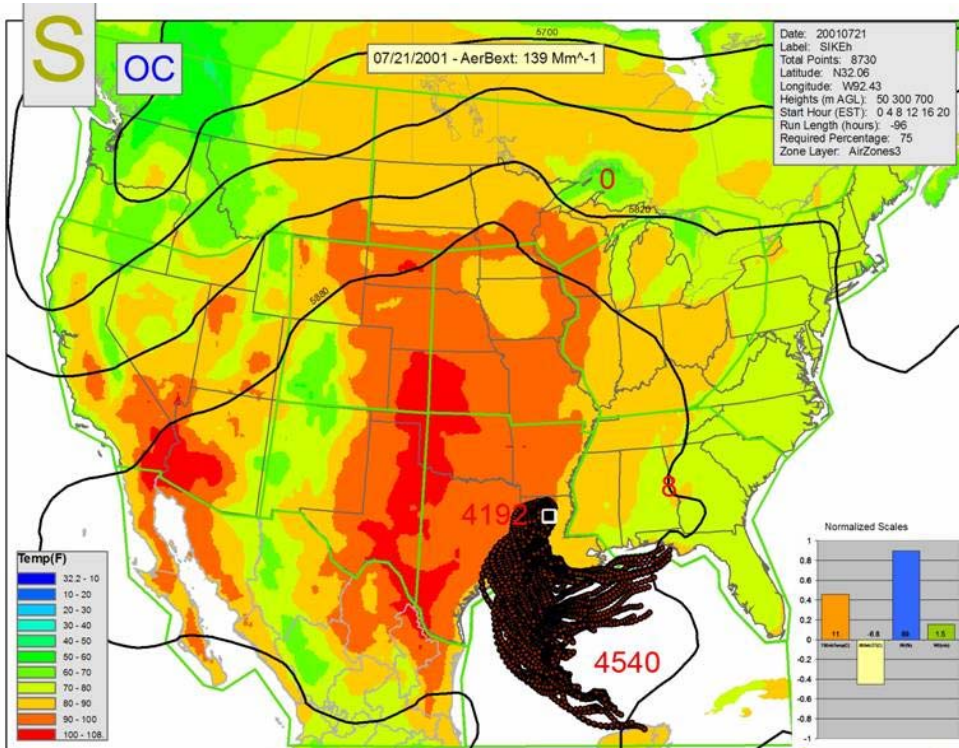 S
OC
07/21/2001 - AerBext: 139 Mm^-1
5700
Date: 20010721
Label: SIKEh
Total Points: 8730
Latitude: N32.06
Longitude: W92.43
Heights (m AGL): 50 300 700
Start Hour (EST): 0 4 8 12 16 20
Run Length (hours): -96
Required Percentage: 75
Zone Layer: AirZones3
0
5820
5880
8
4192
4540
Temp(F)
32.2 - 10
10 - 20
20 - 30
30 - 40
40 - 50
50 - 60
60 - 70
70 - 80
80 - 90
90 - 100
100 - 108.
Normalized Scales
1
0.8
0.6
0.4
0.2
0
-0.2
-0.4
-0.6
-0.8
-1
11
1.5